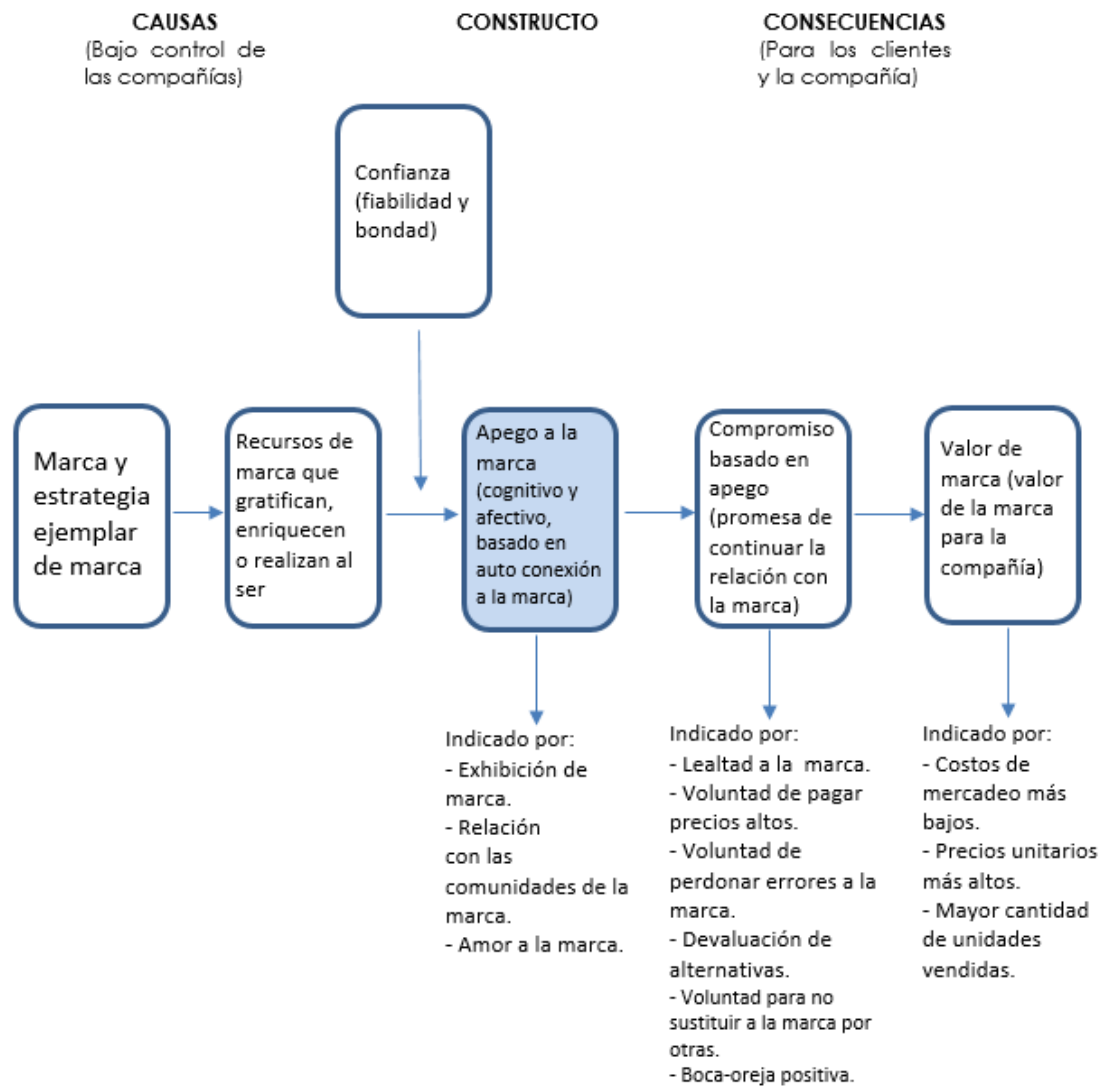 CAUSAS
(Bajo control de
las compañías)
CONSTRUCTO
CONSECUENCIAS
(Para los clientes
y la compañía)
Confianza
(fiabilidad y
bondad)
Marca y
estrategia
ejemplar
de marca
Recursos de
marca que
gratifican,
enriquecen
o realizan al
ser
Apego a la
marca
(cognitivo y
afectivo,
basado en
auto conexión
a la marca)
Compromiso
basado en
apego
(promesa de
continuar la
relación con
la marca)
Valor de
marca (valor
de la marca
para la
compañía)
Indicado por:
- Exhibición de
marca.
- Relación
con las
comunidades de la
marca.
- Amor a la marca.
Indicado por:
- Lealtad a la marca.
- Voluntad de pagar
precios altos.
- Voluntad de
perdonar errores a la
marca.
- Devaluación de
alternativas.
- Voluntad para no
sustituir a la marca por
otras.
- Boca-oreja positiva.
Indicado por:
- Costos de
mercadeo más
bajos.
- Precios unitarios
más altos.
- Mayor cantidad
de unidades
vendidas.